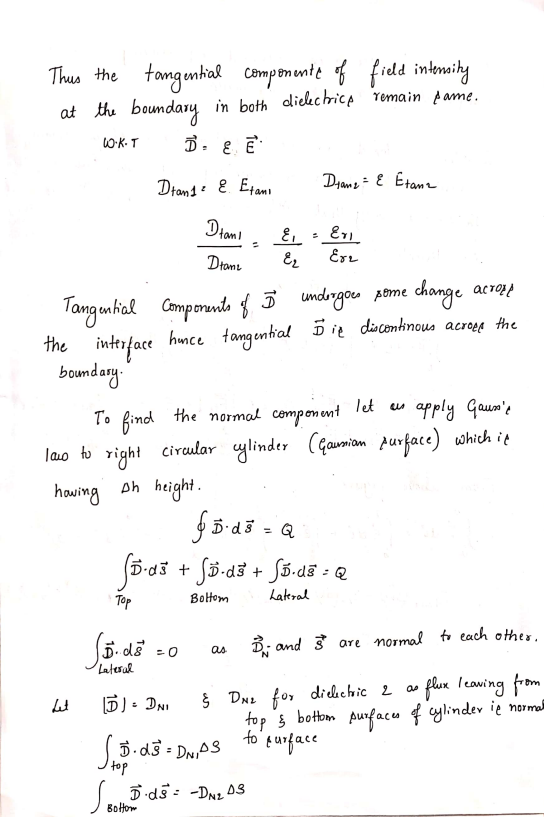 Thus the tangential components of field intensity
at the boundary in both dielectrics remain same.
W.K.T D⃗ = ε E⃗
Dtan1 = ε Etan1 Dtan2 = ε Etan2
Dtan1 / Dtan2 = ε1 / ε2 = εr1 / εr2
Tangential Components of D⃗ undergoes some change across
the interface hence tangential D⃗ is discontinous across the
boundary.
To find the normal component let us apply Gauss's
law to right circular cylinder (Gaussian surface) which is
having Δh height.
∮ D⃗·ds⃗ = Q
∫D⃗·ds⃗ + ∫D⃗·ds⃗ + ∫D⃗·ds⃗ = Q
Top Bottom Lateral
∫D⃗·ds⃗ = 0 as D⃗N and s⃗ are normal to each other.
Lateral
Let |D⃗| = DN1 & DN2 for dielectric 2 as flux leaving from
top & bottom surfaces of cylinder is normal
to surface
∫ D⃗·ds⃗ = DN1 ΔS
top
∫ D⃗·ds⃗ = -DN2 ΔS
Bottom